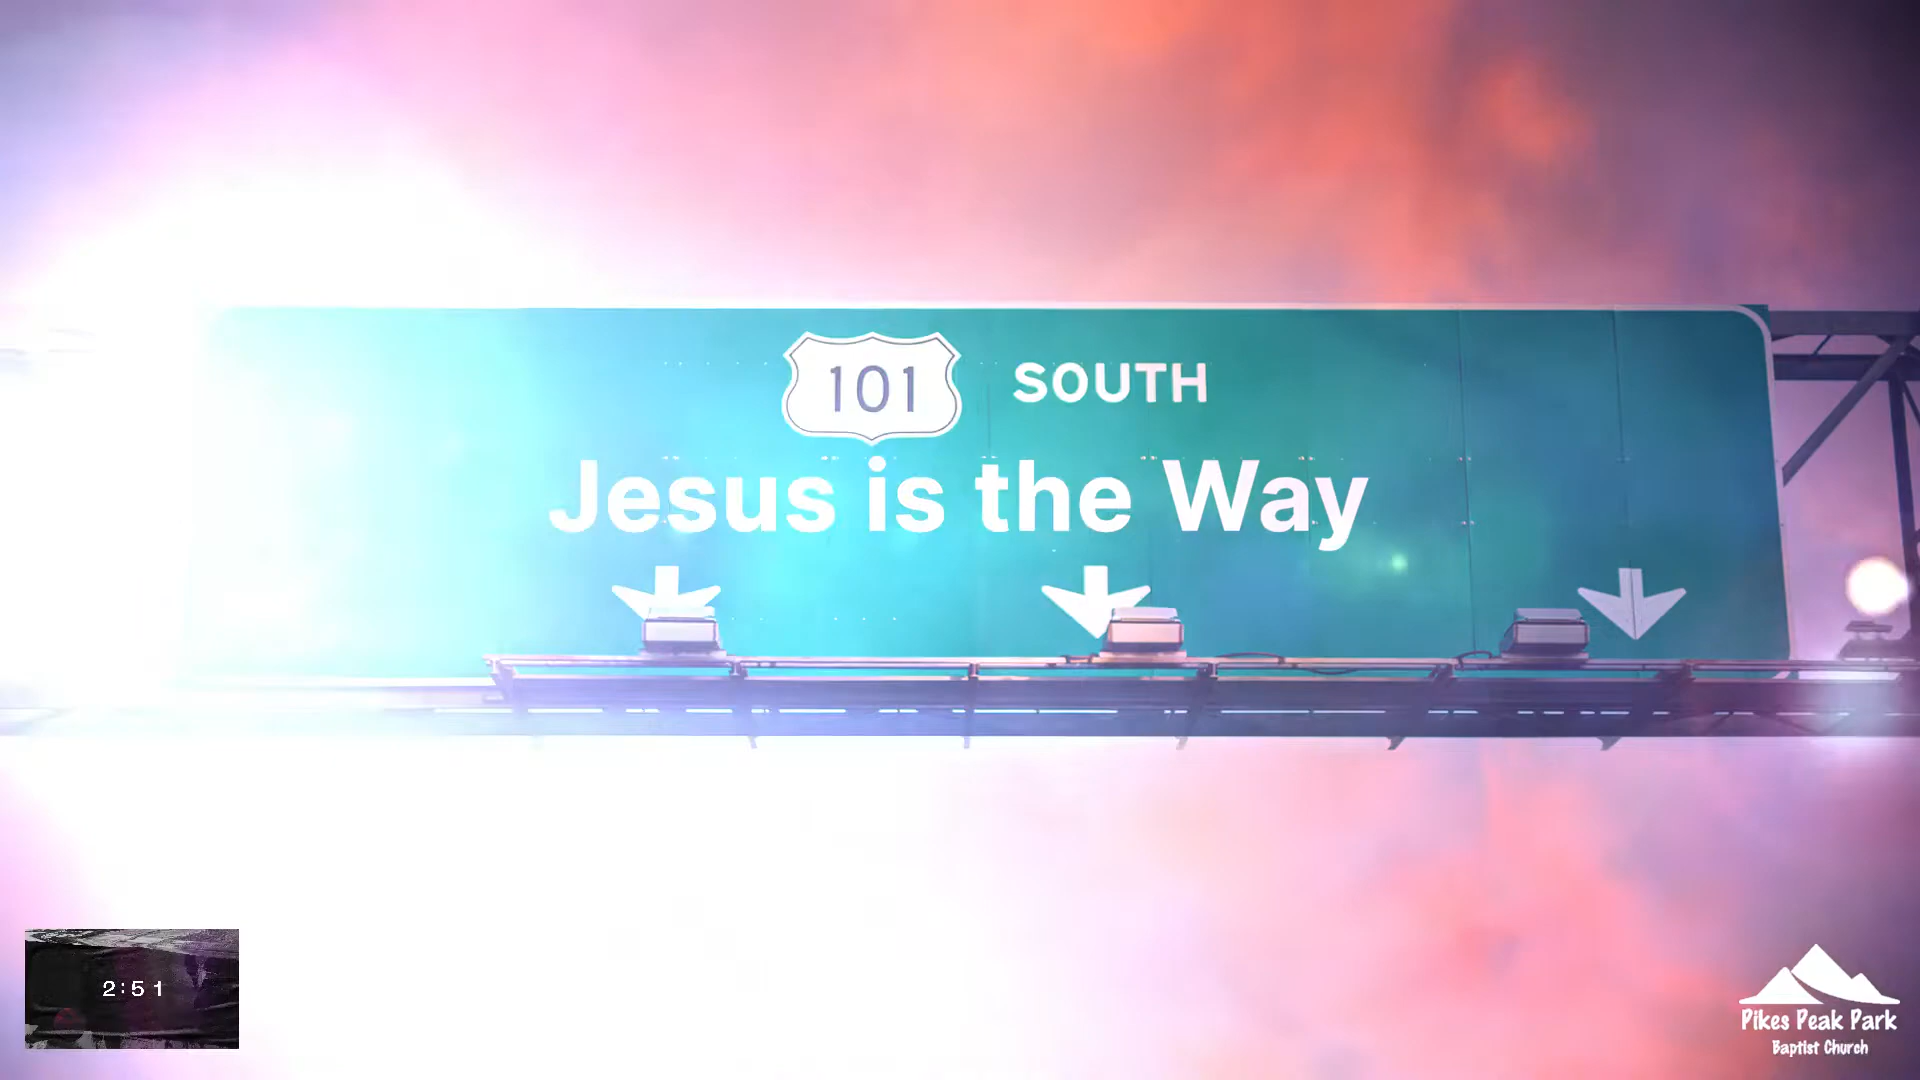 101 SOUTH
Jesus is the Way
2:51
Pikes Peak Park
Baptist Church